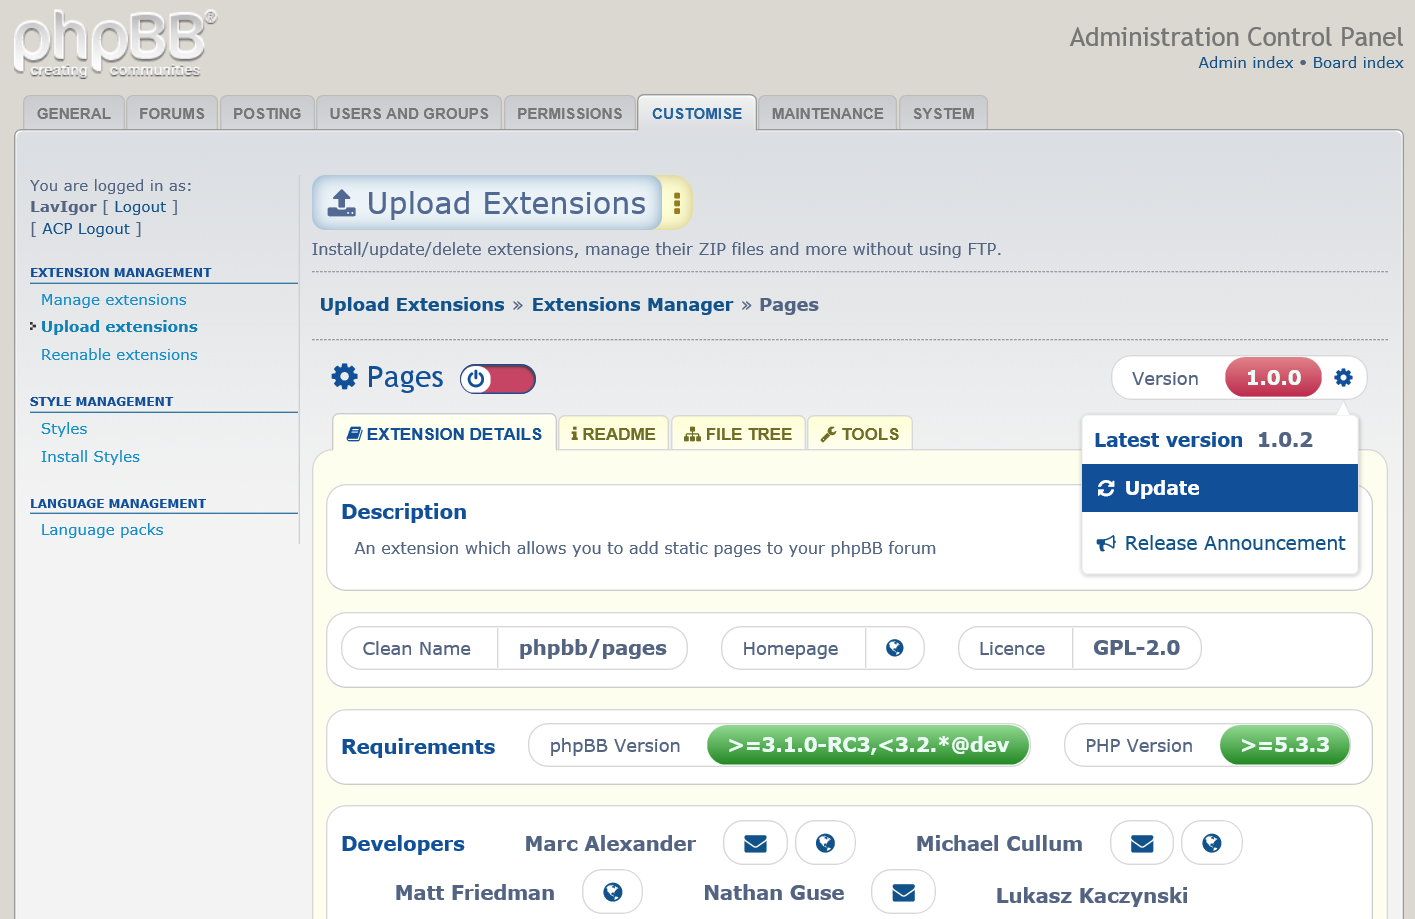 phpBB®
creating communities
Administration Control Panel
Admin index • Board index
GENERAL FORUMS POSTING USERS AND GROUPS PERMISSIONS CUSTOMISE MAINTENANCE SYSTEM
You are logged in as:
LavIgor [ Logout ]
[ ACP Logout ]
EXTENSION MANAGEMENT
Manage extensions
Upload extensions
Reenable extensions
STYLE MANAGEMENT
Styles
Install Styles
LANGUAGE MANAGEMENT
Language packs
Upload Extensions
Install/update/delete extensions, manage their ZIP files and more without using FTP.
Upload Extensions » Extensions Manager » Pages
Pages
Version 1.0.0
Latest version 1.0.2
Update
Release Announcement
EXTENSION DETAILS README FILE TREE TOOLS
Description
An extension which allows you to add static pages to your phpBB forum
Clean Name phpbb/pages Homepage Licence GPL-2.0
Requirements phpBB Version >=3.1.0-RC3,<3.2.*@dev PHP Version >=5.3.3
Developers Marc Alexander Michael Cullum
Matt Friedman Nathan Guse Lukasz Kaczynski